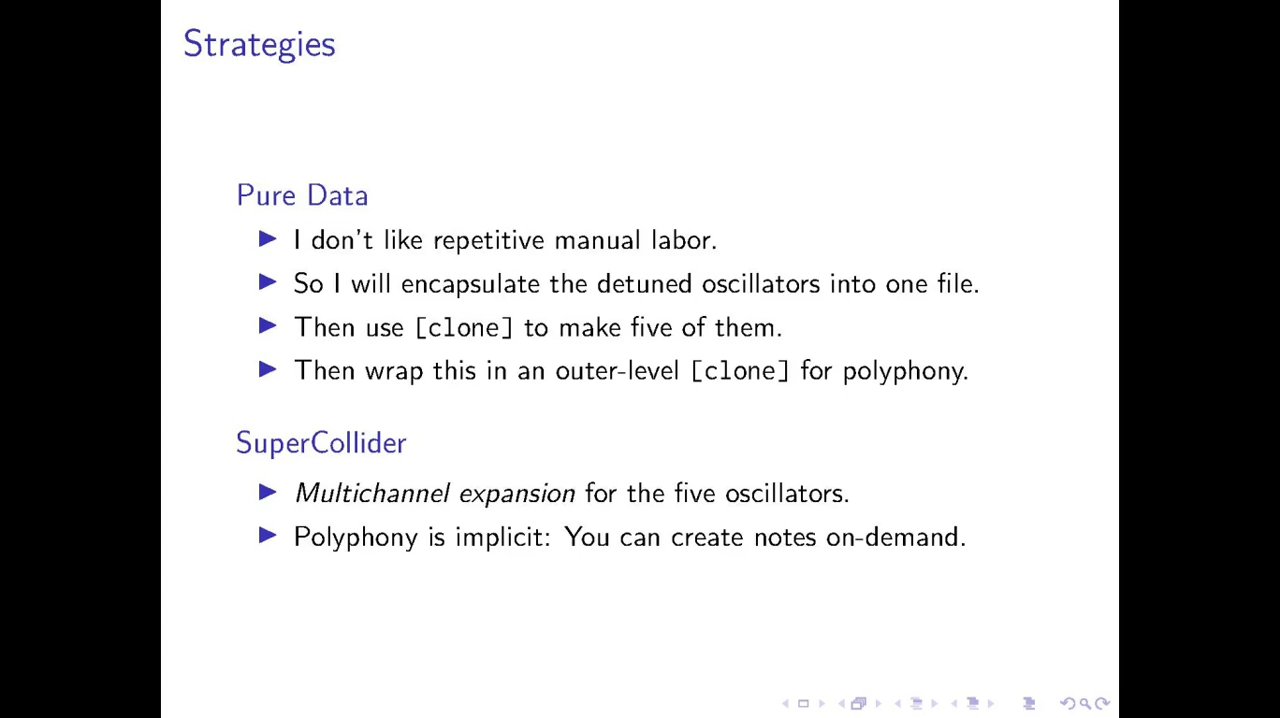 Strategies
Pure Data
I don't like repetitive manual labor.
So I will encapsulate the detuned oscillators into one file.
Then use [clone] to make five of them.
Then wrap this in an outer-level [clone] for polyphony.
SuperCollider
Multichannel expansion for the five oscillators.
Polyphony is implicit: You can create notes on-demand.